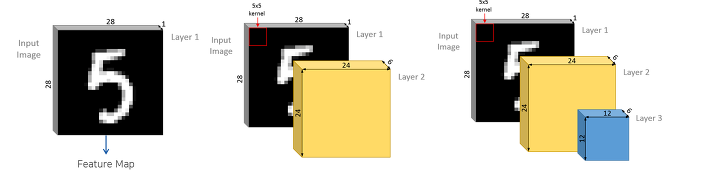 28
1
Input
Image
Layer 1
28
Feature Map
5x5
kernel
28
1
Input
Image
Layer 1
28
24
6
Layer 2
24
5x5
kernel
28
1
Input
Image
Layer 1
28
24
6
Layer 2
24
12
6
Layer 3
12